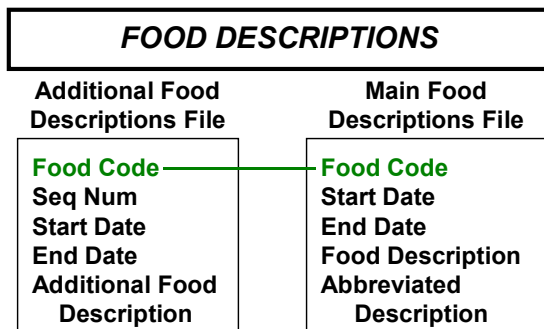 FOOD DESCRIPTIONS
Additional Food
Descriptions File
Food Code
Seq Num
Start Date
End Date
Additional Food
Description
Main Food
Descriptions File
Food Code
Start Date
End Date
Food Description
Abbreviated
Description